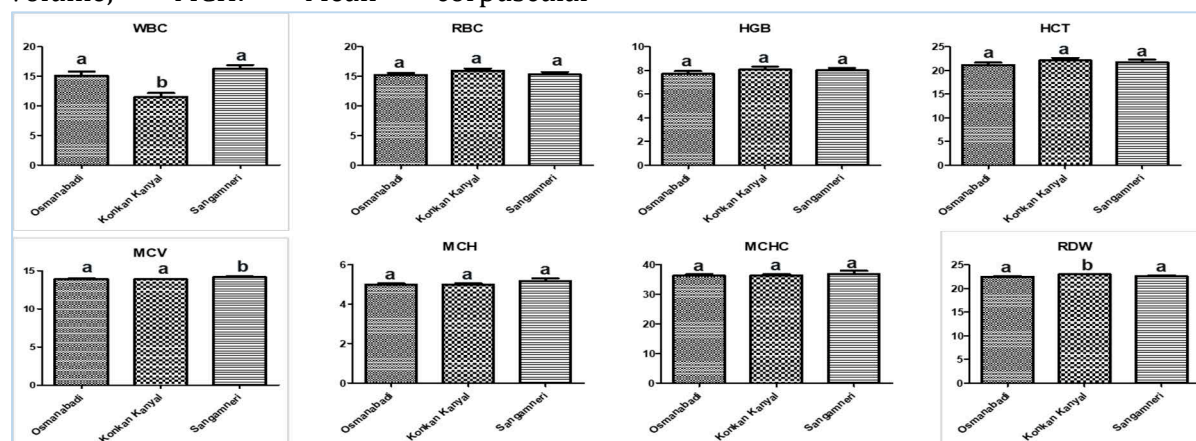 volume, MCH: Mean corpuscular
WBC
20
15
10
5
0
a
b
a
Osmanabadi
Konkan Kanyal
Sangamneri
RBC
20
15
10
5
0
a
a
a
Osmanabadi
Konkan Kanyal
Sangamneri
HGB
10
8
6
4
2
0
a
a
a
Osmanabadi
Konkan Kanyal
Sangamneri
HCT
25
20
15
10
5
0
a
a
a
Osmanabadi
Konkan Kanyal
Sangamneri
MCV
15
10
5
0
a
a
b
Osmanabadi
Konkan Kanyal
Sangamneri
MCH
6
4
2
0
a
a
a
Osmanabadi
Konkan Kanyal
Sangamneri
MCHC
40
30
20
10
0
a
a
a
Osmanabadi
Konkan Kanyal
Sangamneri
RDW
25
20
15
10
5
0
a
b
a
Osmanabadi
Konkan Kanyal
Sangamneri